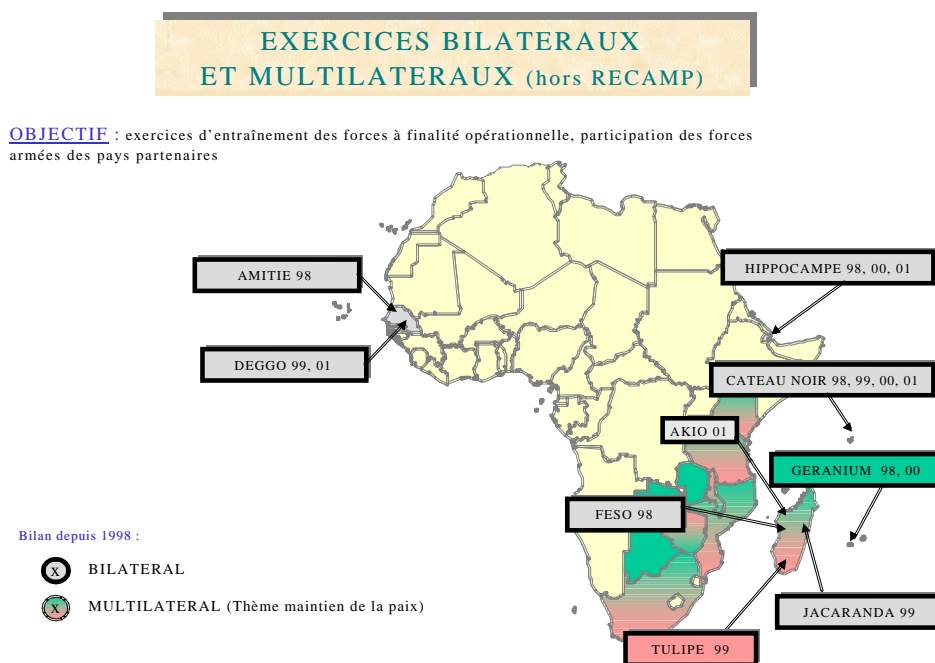 EXERCICES BILATERAUX
ET MULTILATERAUX (hors RECAMP)
OBJECTIF : exercices d'entraînement des forces à finalité opérationnelle, participation des forces
armées des pays partenaires
AMITIE 98
HIPPOCAMPE 98, 00, 01
DEGGO 99, 01
CATEAU NOIR 98, 99, 00, 01
AKIO 01
GERANIUM 98, 00
FESO 98
Bilan depuis 1998 :
x BILATERAL
x MULTILATERAL (Thème maintien de la paix)
JACARANDA 99
TULIPE 99